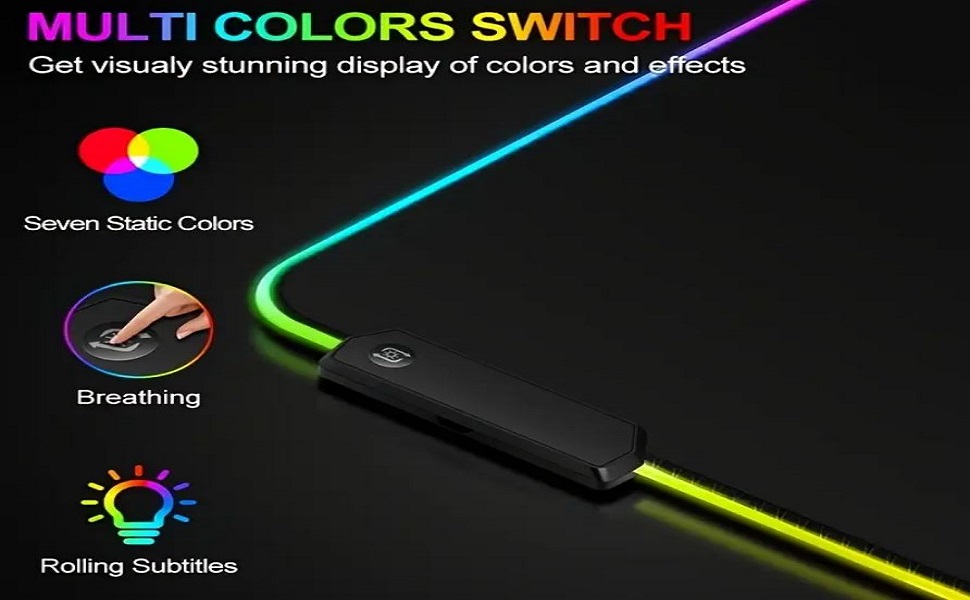 MULTI COLORS SWITCH
Get visualy stunning display of colors and effects
Seven Static Colors
Breathing
Rolling Subtitles